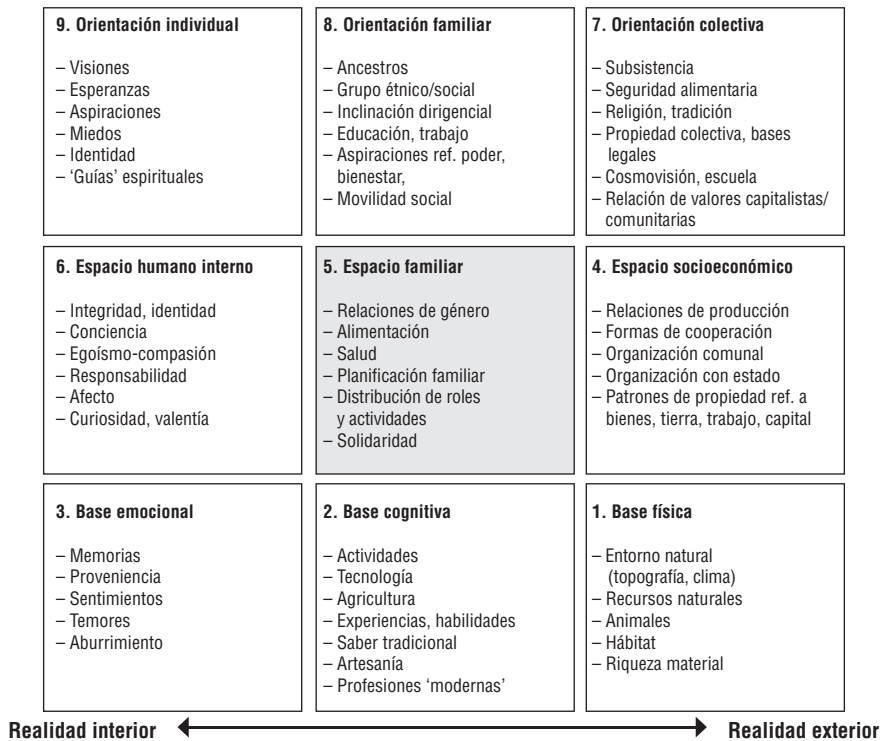 9. Orientación individual
– Visiones
– Esperanzas
– Aspiraciones
– Miedos
– Identidad
– ‘Guías’ espirituales
8. Orientación familiar
– Ancestros
– Grupo étnico/social
– Inclinación dirigencial
– Educación, trabajo
– Aspiraciones ref. poder,
bienestar,
– Movilidad social
7. Orientación colectiva
– Subsistencia
– Seguridad alimentaria
– Religión, tradición
– Propiedad colectiva, bases
legales
– Cosmovisión, escuela
– Relación de valores capitalistas/
comunitarias
6. Espacio humano interno
– Integridad, identidad
– Conciencia
– Egoísmo-compasión
– Responsabilidad
– Afecto
– Curiosidad, valentía
5. Espacio familiar
– Relaciones de género
– Alimentación
– Salud
– Planificación familiar
– Distribución de roles
y actividades
– Solidaridad
4. Espacio socioeconómico
– Relaciones de producción
– Formas de cooperación
– Organización comunal
– Organización con estado
– Patrones de propiedad ref. a
bienes, tierra, trabajo, capital
3. Base emocional
– Memorias
– Proveniencia
– Sentimientos
– Temores
– Aburrimiento
2. Base cognitiva
– Actividades
– Tecnología
– Agricultura
– Experiencias, habilidades
– Saber tradicional
– Artesanía
– Profesiones ‘modernas’
1. Base física
– Entorno natural
(topografía, clima)
– Recursos naturales
– Animales
– Hábitat
– Riqueza material
Realidad interior
Realidad exterior